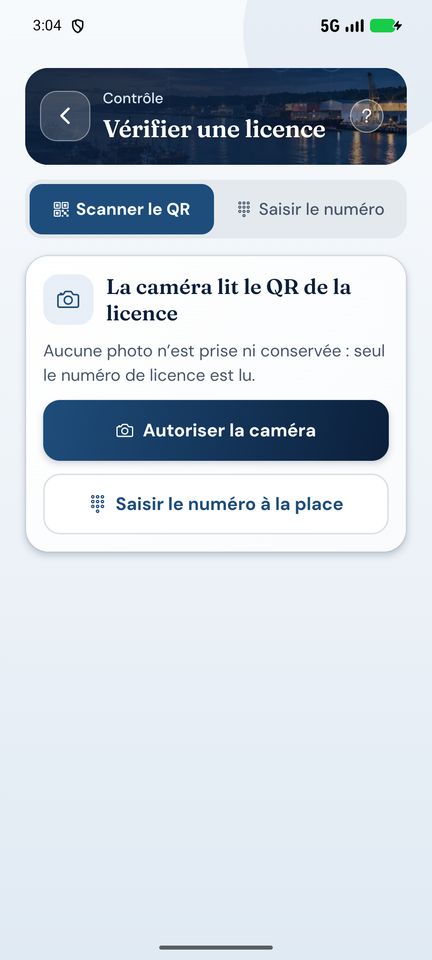 3:04
5G
Contrôle
Vérifier une licence
?
Scanner le QR
Saisir le numéro
La caméra lit le QR de la
licence
Aucune photo n’est prise ni conservée : seul
le numéro de licence est lu.
Autoriser la caméra
Saisir le numéro à la place